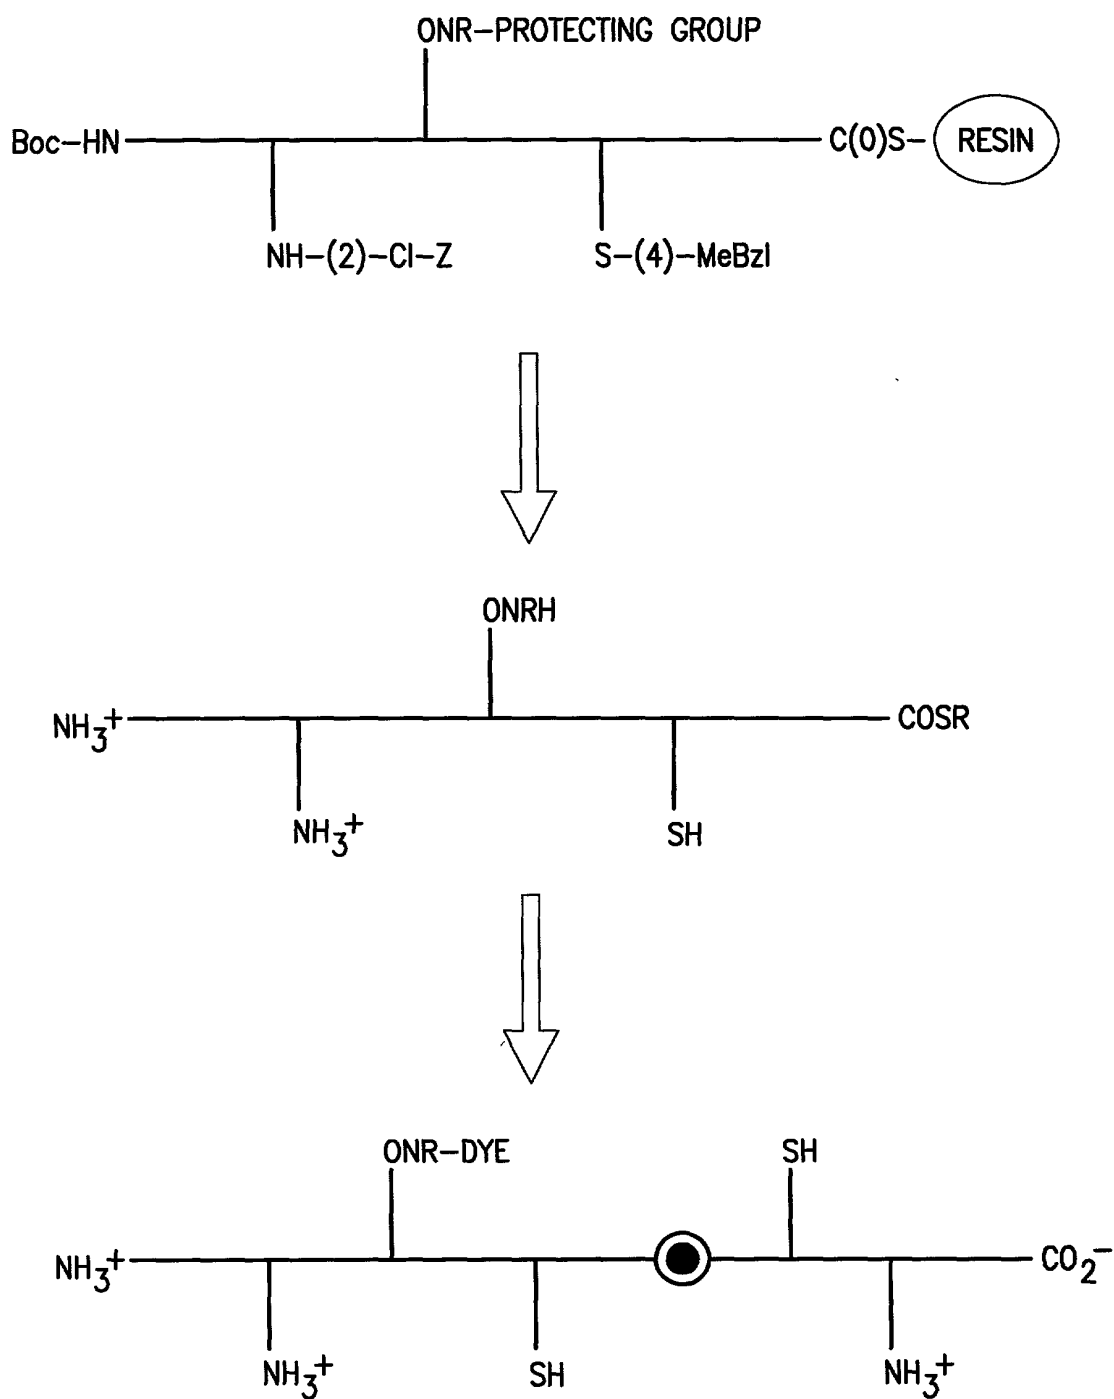 ONR-PROTECTING GROUP
Boc-HN C(O)S- RESIN
NH-(2)-Cl-Z S-(4)-MeBzl
ONRH
NH3+ COSR
NH3+ SH
ONR-DYE SH
NH3+ CO2-
NH3+ SH NH3+